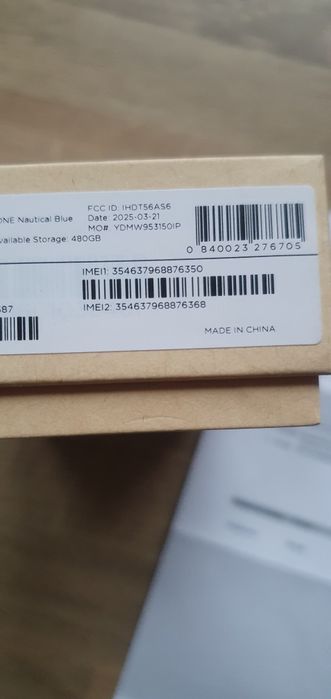 FCC ID: IHDT56AS6
ONE Nautical Blue
Date: 2025-03-21
MO#: YDMW953150IP
vailable Storage: 480GB
0 840023 276705
IMEI1: 354637968876350
587
IMEI2: 354637968876368
MADE IN CHINA